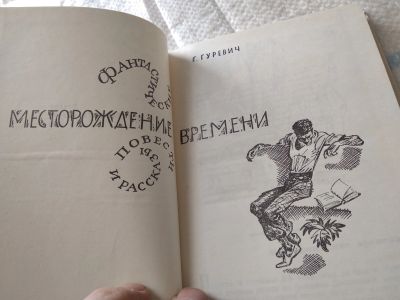 Г. ГУРЕВИЧ
МЕСТОРОЖДЕНИЕ ВРЕМЕНИ
ФАНТАСТИЧЕСКИЕ
ПОВЕСТИ
И РАССКАЗЫ